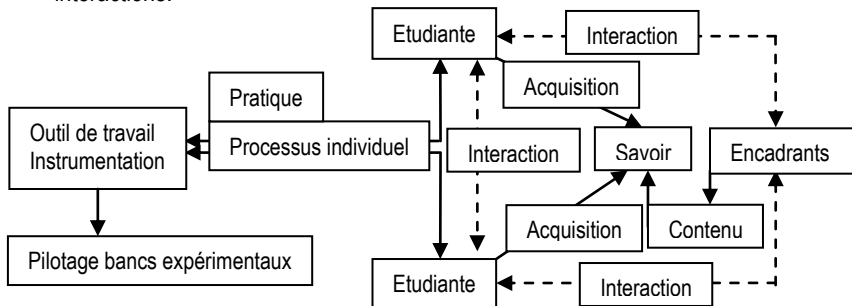 interactions.
Etudiante
Interaction
Pratique
Acquisition
Outil de travail
Instrumentation
Processus individuel
Interaction
Savoir
Encadrants
Acquisition
Contenu
Pilotage bancs expérimentaux
Etudiante
Interaction